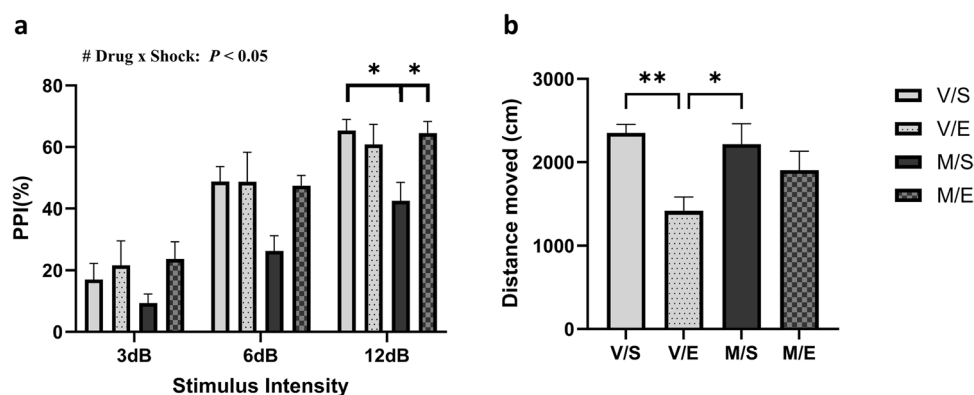 a
# Drug x Shock: P < 0.05
* *
80
60
40
20
0
PPI(%)
3dB 6dB 12dB
Stimulus Intensity
b
** *
3000
2000
1000
0
Distance moved (cm)
V/S V/E M/S M/E
V/S
V/E
M/S
M/E